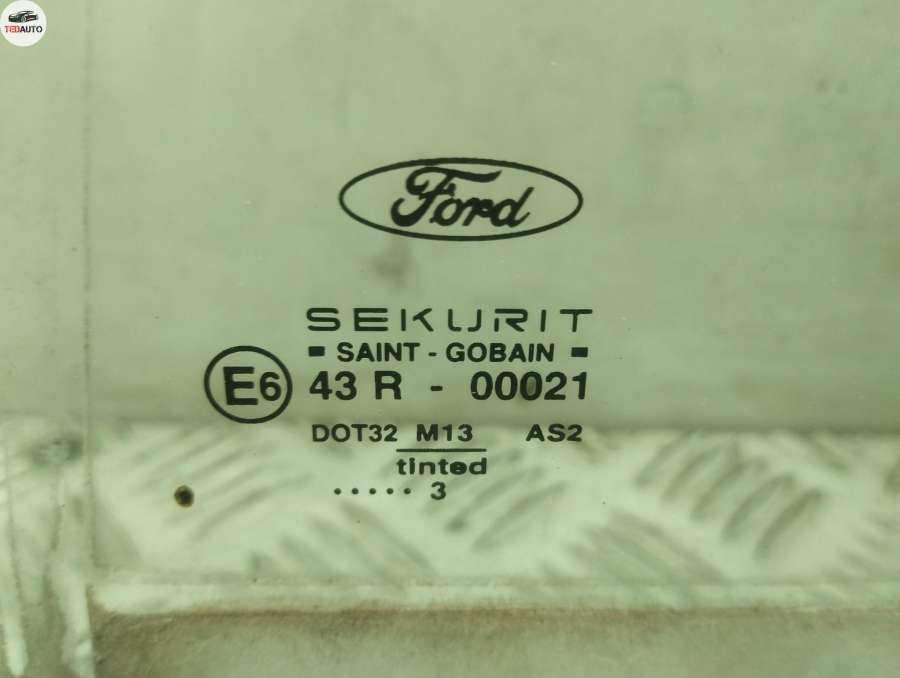 TEDAUTO
Ford
SEKURIT
SAINT - GOBAIN
E6 43 R - 00021
DOT32 M13 AS2
tinted
..... 3